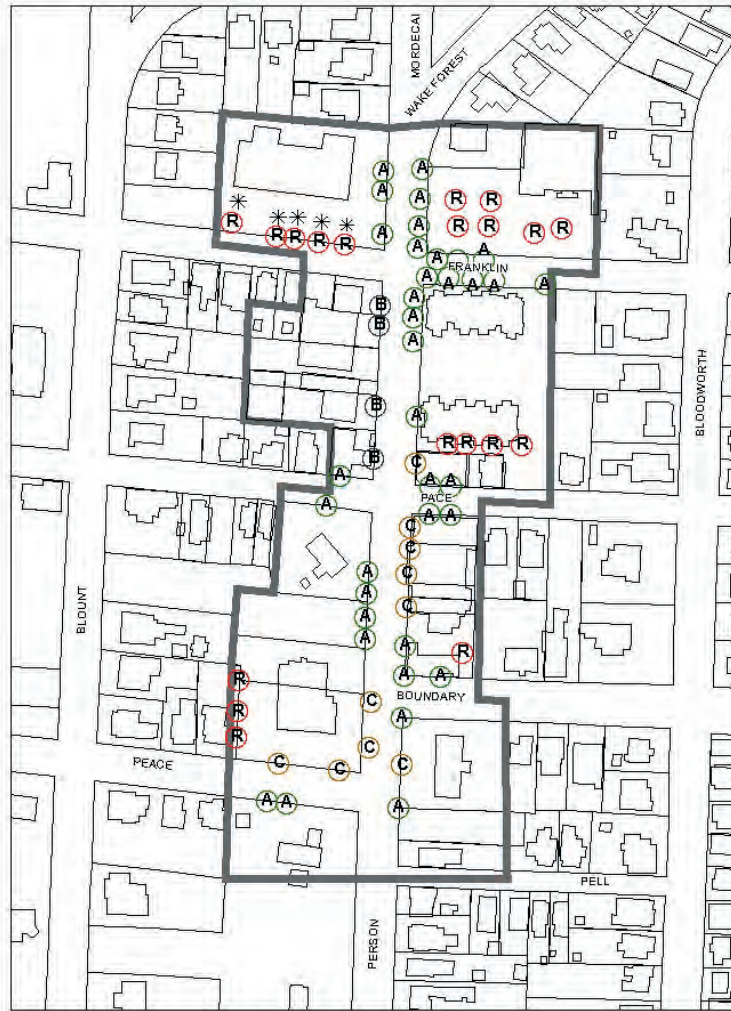 MORDECAI
WAKE FOREST
A A
A A R R
✳
R A A R R R R
✳ ✳ ✳ ✳
R R R R A
A A
FRANKLIN
A A A A A A
B A
B A
A
BLOODWORTH
B A
R R R R
B C
A A A
PACE
A A A
C
C
A C
A
A C
BLOUNT
A A R
R A A
BOUNDARY
C
R A
R C
PEACE
C C C
A A A
PELL
PERSON